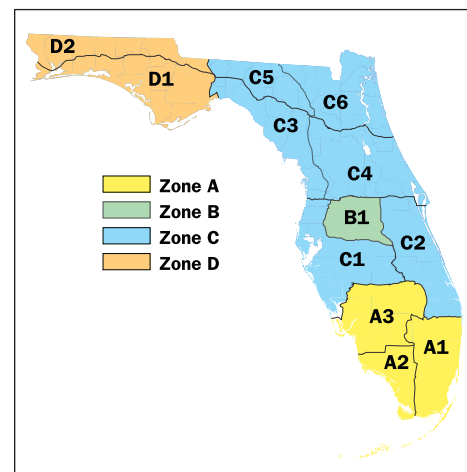 D2
D1
C5
C6
C3
C4
Zone A
Zone B
Zone C
Zone D
B1
C2
C1
A3
A1
A2